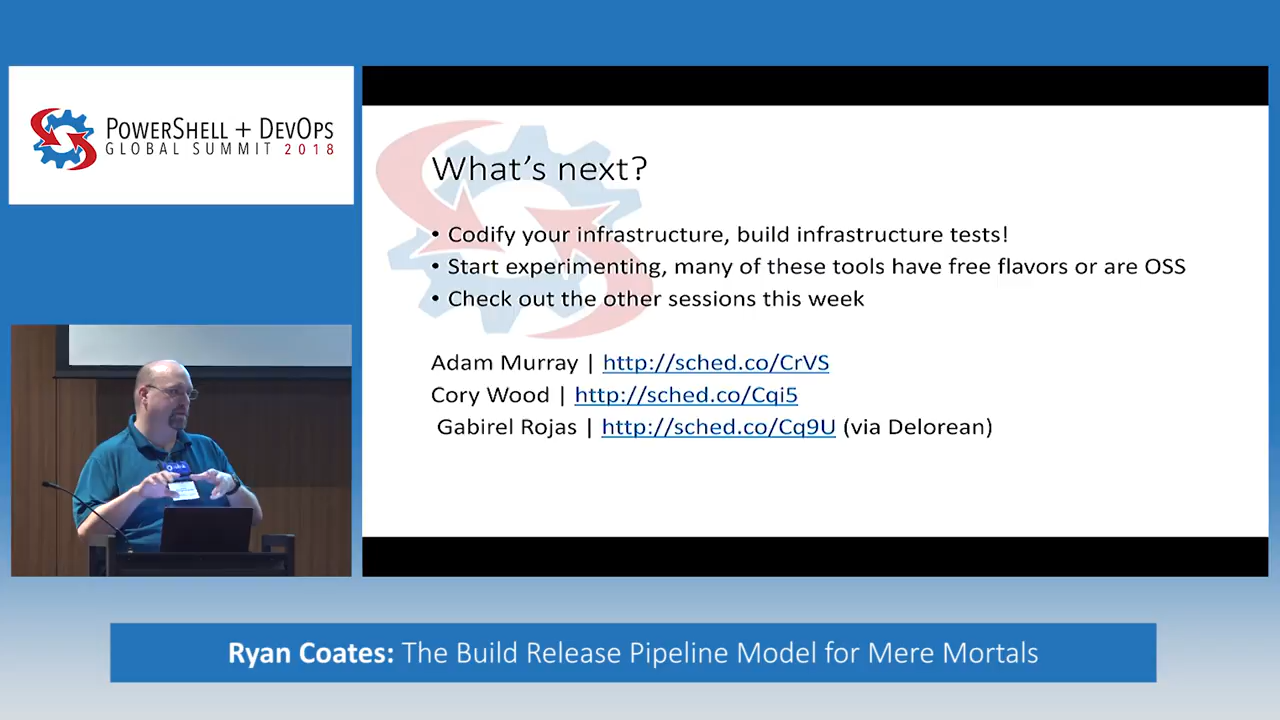 POWERSHELL + DEVOPS
GLOBAL SUMMIT 2018
What's next?
• Codify your infrastructure, build infrastructure tests!
• Start experimenting, many of these tools have free flavors or are OSS
• Check out the other sessions this week
Adam Murray | http://sched.co/CrVS
Cory Wood | http://sched.co/Cqi5
Gabirel Rojas | http://sched.co/Cq9U (via Delorean)
Ryan Coates: The Build Release Pipeline Model for Mere Mortals